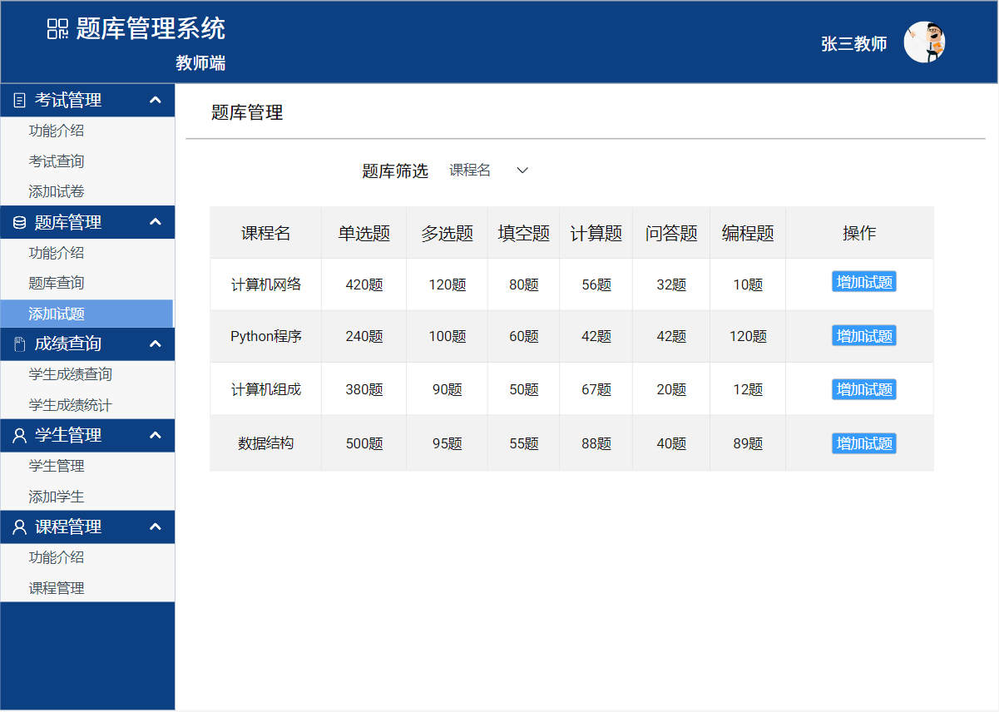 题库管理系统
教师端
张三教师
考试管理
功能介绍
考试查询
添加试卷
题库管理
功能介绍
题库查询
添加试题
成绩查询
学生成绩查询
学生成绩统计
学生管理
学生管理
添加学生
课程管理
功能介绍
课程管理
题库管理
题库筛选 课程名
课程名 单选题 多选题 填空题 计算题 问答题 编程题 操作
计算机网络 420题 120题 80题 56题 32题 10题 增加试题
Python程序 240题 100题 60题 42题 42题 120题 增加试题
计算机组成 380题 90题 50题 67题 20题 12题 增加试题
数据结构 500题 95题 55题 88题 40题 89题 增加试题